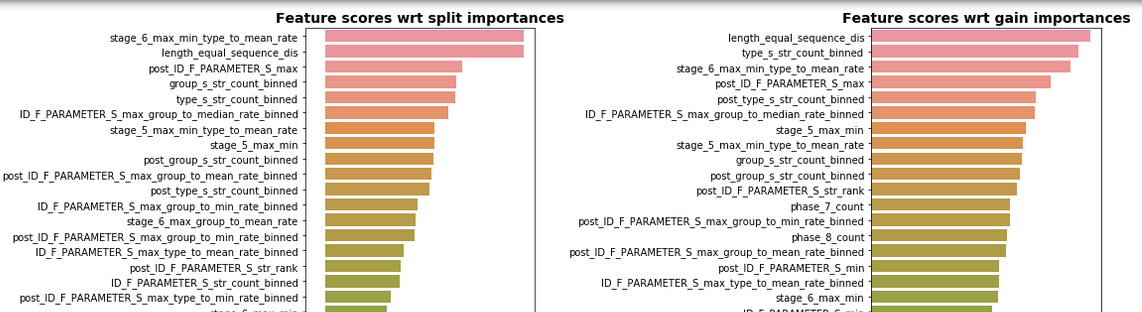 Feature scores wrt split importances
stage_6_max_min_type_to_mean_rate
length_equal_sequence_dis
post_ID_F_PARAMETER_S_max
group_s_str_count_binned
type_s_str_count_binned
ID_F_PARAMETER_S_max_group_to_median_rate_binned
stage_5_max_min_type_to_mean_rate
stage_5_max_min
post_group_s_str_count_binned
post_ID_F_PARAMETER_S_max_group_to_mean_rate_binned
post_type_s_str_count_binned
ID_F_PARAMETER_S_max_group_to_min_rate_binned
stage_6_max_group_to_mean_rate
post_ID_F_PARAMETER_S_max_group_to_min_rate_binned
ID_F_PARAMETER_S_max_type_to_mean_rate_binned
post_ID_F_PARAMETER_S_str_rank
ID_F_PARAMETER_S_str_count_binned
post_ID_F_PARAMETER_S_max_type_to_min_rate_binned
Feature scores wrt gain importances
length_equal_sequence_dis
type_s_str_count_binned
stage_6_max_min_type_to_mean_rate
post_ID_F_PARAMETER_S_max
post_type_s_str_count_binned
ID_F_PARAMETER_S_max_group_to_median_rate_binned
stage_5_max_min
stage_5_max_min_type_to_mean_rate
group_s_str_count_binned
post_group_s_str_count_binned
post_ID_F_PARAMETER_S_str_rank
phase_7_count
post_ID_F_PARAMETER_S_max_group_to_min_rate_binned
phase_8_count
post_ID_F_PARAMETER_S_max_group_to_mean_rate_binned
post_ID_F_PARAMETER_S_min
ID_F_PARAMETER_S_max_type_to_mean_rate_binned
stage_6_max_min